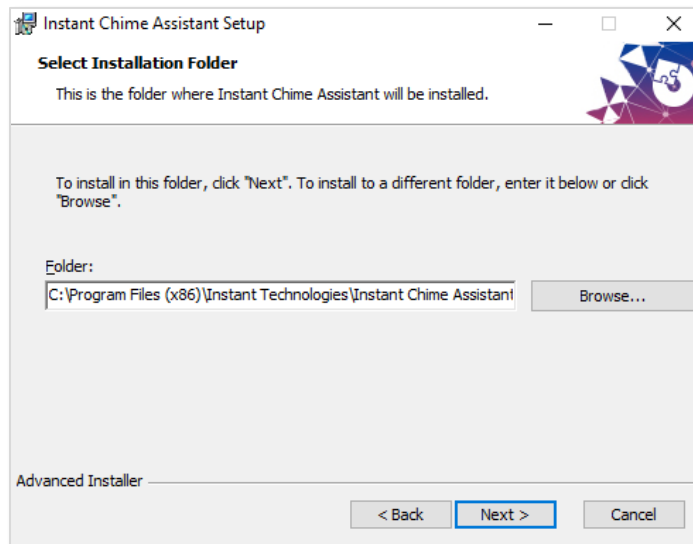 Instant Chime Assistant Setup
Select Installation Folder
This is the folder where Instant Chime Assistant will be installed.
To install in this folder, click "Next". To install to a different folder, enter it below or click
"Browse".
Folder:
C:\Program Files (x86)\Instant Technologies\Instant Chime Assistant
Browse...
Advanced Installer
< Back
Next >
Cancel